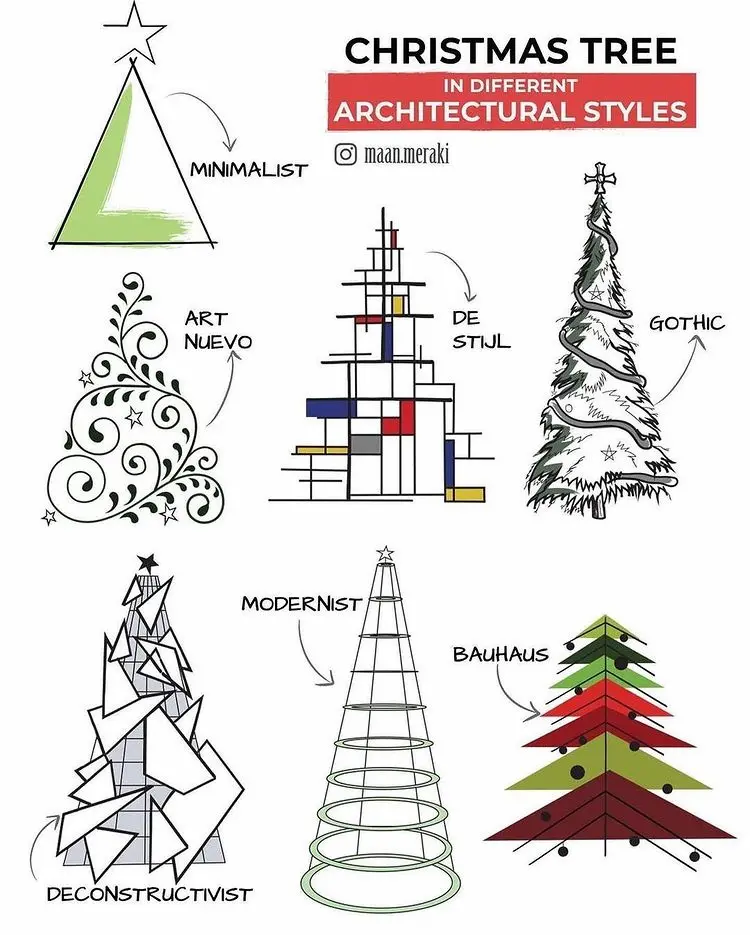 CHRISTMAS TREE
IN DIFFERENT
ARCHITECTURAL STYLES
maan.meraki
MINIMALIST
ART
NUEVO
DE
STIJL
GOTHIC
MODERNIST
BAUHAUS
DECONSTRUCTIVIST